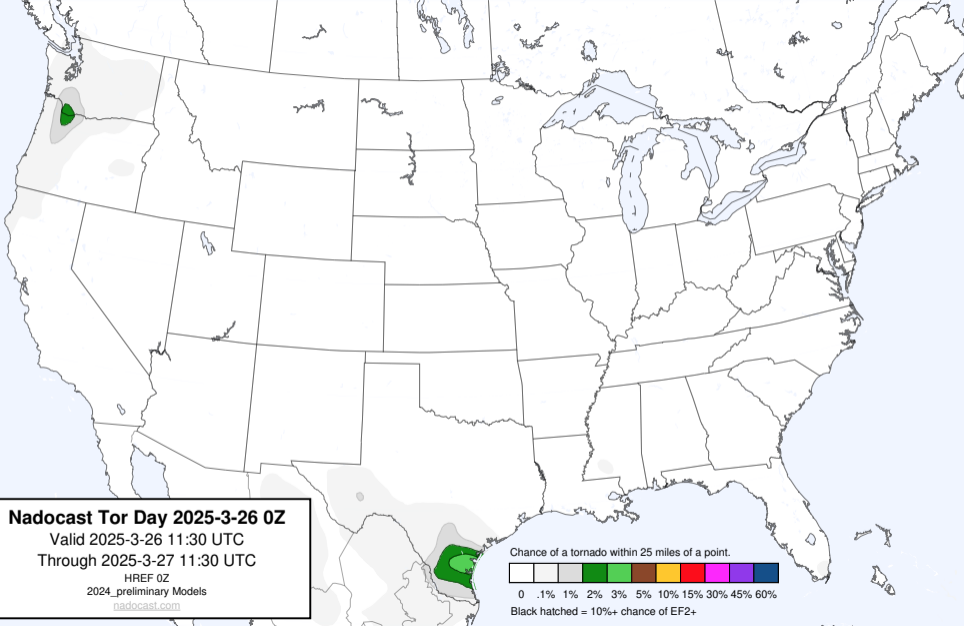 Nadocast Tor Day 2025-3-26 0Z
Valid 2025-3-26 11:30 UTC
Through 2025-3-27 11:30 UTC
HREF 0Z
2024_preliminary Models
nadocast.com
Chance of a tornado within 25 miles of a point.
0 .1% 1% 2% 3% 5% 10% 15% 30% 45% 60%
Black hatched = 10%+ chance of EF2+